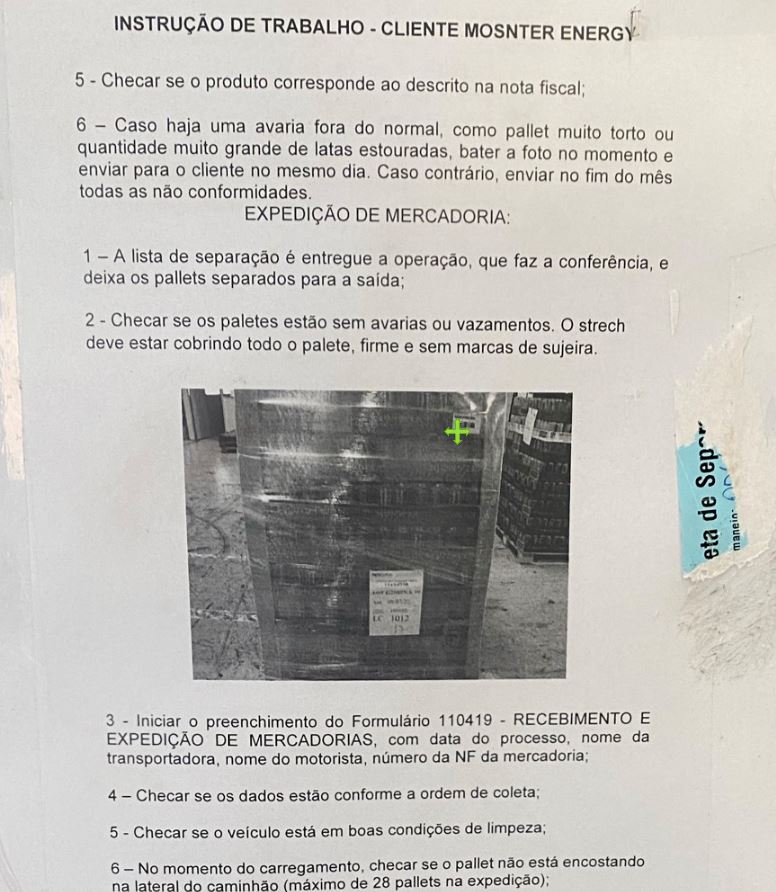 INSTRUÇÃO DE TRABALHO - CLIENTE MOSNTER ENERGY
5 - Checar se o produto corresponde ao descrito na nota fiscal;
6 – Caso haja uma avaria fora do normal, como pallet muito torto ou
quantidade muito grande de latas estouradas, bater a foto no momento e
enviar para o cliente no mesmo dia. Caso contrário, enviar no fim do mês
todas as não conformidades.
EXPEDIÇÃO DE MERCADORIA:
1 – A lista de separação é entregue a operação, que faz a conferência, e
deixa os pallets separados para a saída;
2 - Checar se os paletes estão sem avarias ou vazamentos. O strech
deve estar cobrindo todo o palete, firme e sem marcas de sujeira.
1012
eta de Sepa
manejo:
3 - Iniciar o preenchimento do Formulário 110419 - RECEBIMENTO E
EXPEDIÇÃO DE MERCADORIAS, com data do processo, nome da
transportadora, nome do motorista, número da NF da mercadoria;
4 – Checar se os dados estão conforme a ordem de coleta;
5 - Checar se o veículo está em boas condições de limpeza;
6 – No momento do carregamento, checar se o pallet não está encostando
na lateral do caminhão (máximo de 28 pallets na expedição);